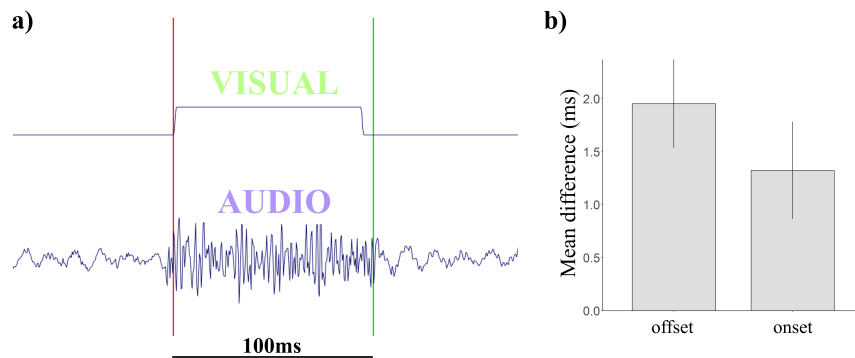 a)
VISUAL
AUDIO
100ms
b)
Mean difference (ms)
2.0
1.5
1.0
0.5
0.0
offset onset